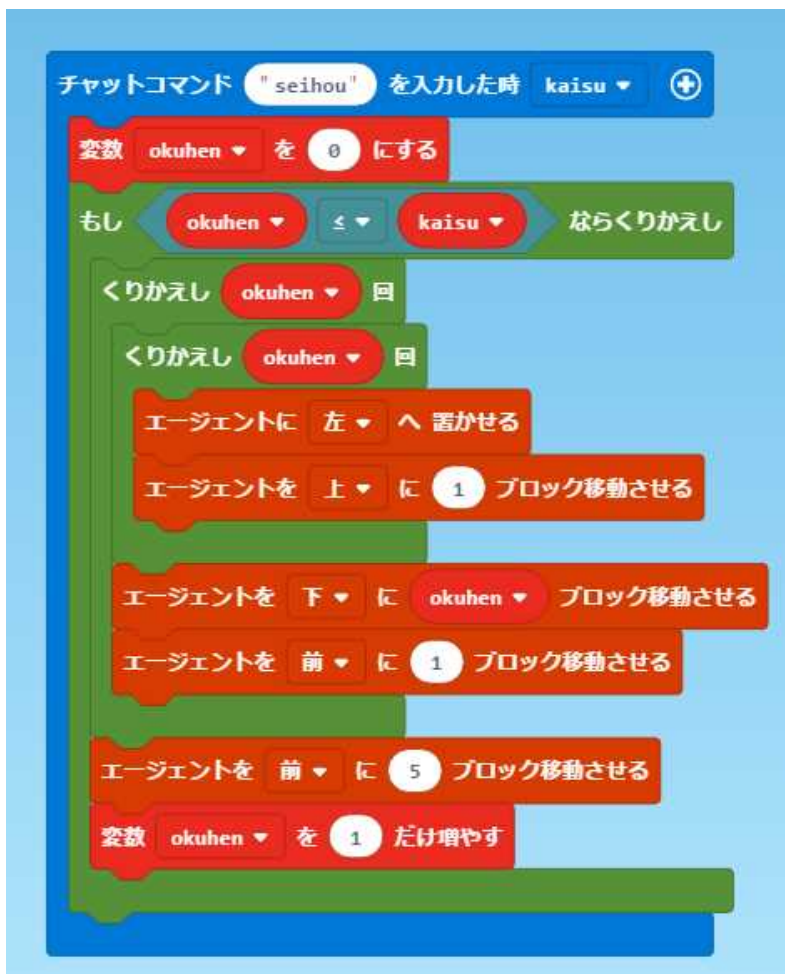 チャットコマンド "seihou" を入力した時 kaisu
変数 okuhen を 0 にする
もし okuhen ≤ kaisu ならくりかえし
くりかえし okuhen 回
くりかえし okuhen 回
エージェントに 左 へ 置かせる
エージェントを 上 に 1 ブロック移動させる
エージェントを 下 に okuhen ブロック移動させる
エージェントを 前 に 1 ブロック移動させる
エージェントを 前 に 5 ブロック移動させる
変数 okuhen を 1 だけ増やす